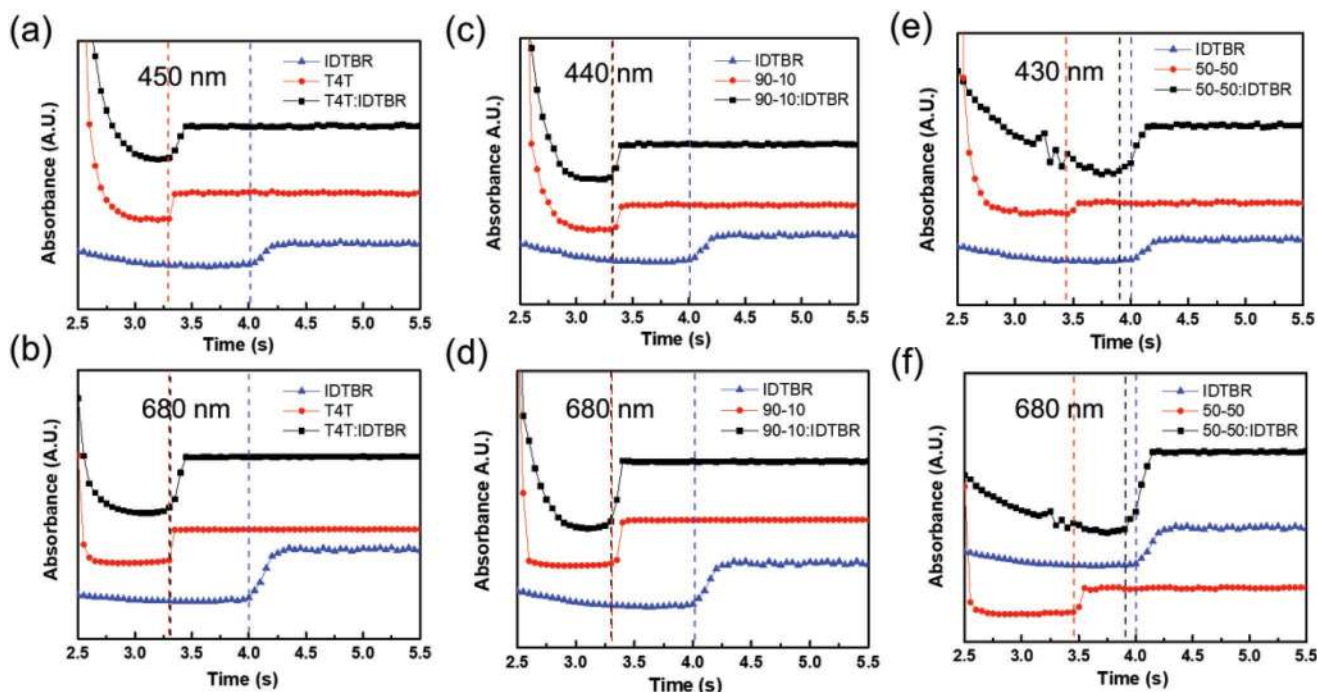 (a)
450 nm
IDTBR
T4T
T4T:IDTBR
Absorbance (A.U.)
2.5 3.0 3.5 4.0 4.5 5.0 5.5
Time (s)
(c)
440 nm
IDTBR
90-10
90-10:IDTBR
Absorbance A.U.)
2.5 3.0 3.5 4.0 4.5 5.0 5.5
Time (s)
(e)
430 nm
IDTBR
50-50
50-50:IDTBR
Absorbance (A.U.)
2.5 3.0 3.5 4.0 4.5 5.0 5.5
Time (s)
(b)
680 nm
IDTBR
T4T
T4T:IDTBR
Absorbance (A.U.)
2.5 3.0 3.5 4.0 4.5 5.0 5.5
Time (s)
(d)
680 nm
IDTBR
90-10
90-10:IDTBR
Absorbance A.U.)
2.5 3.0 3.5 4.0 4.5 5.0 5.5
Time (s)
(f)
680 nm
IDTBR
50-50
50-50:IDTBR
Absorbance (A.U.)
2.5 3.0 3.5 4.0 4.5 5.0 5.5
Time (s)